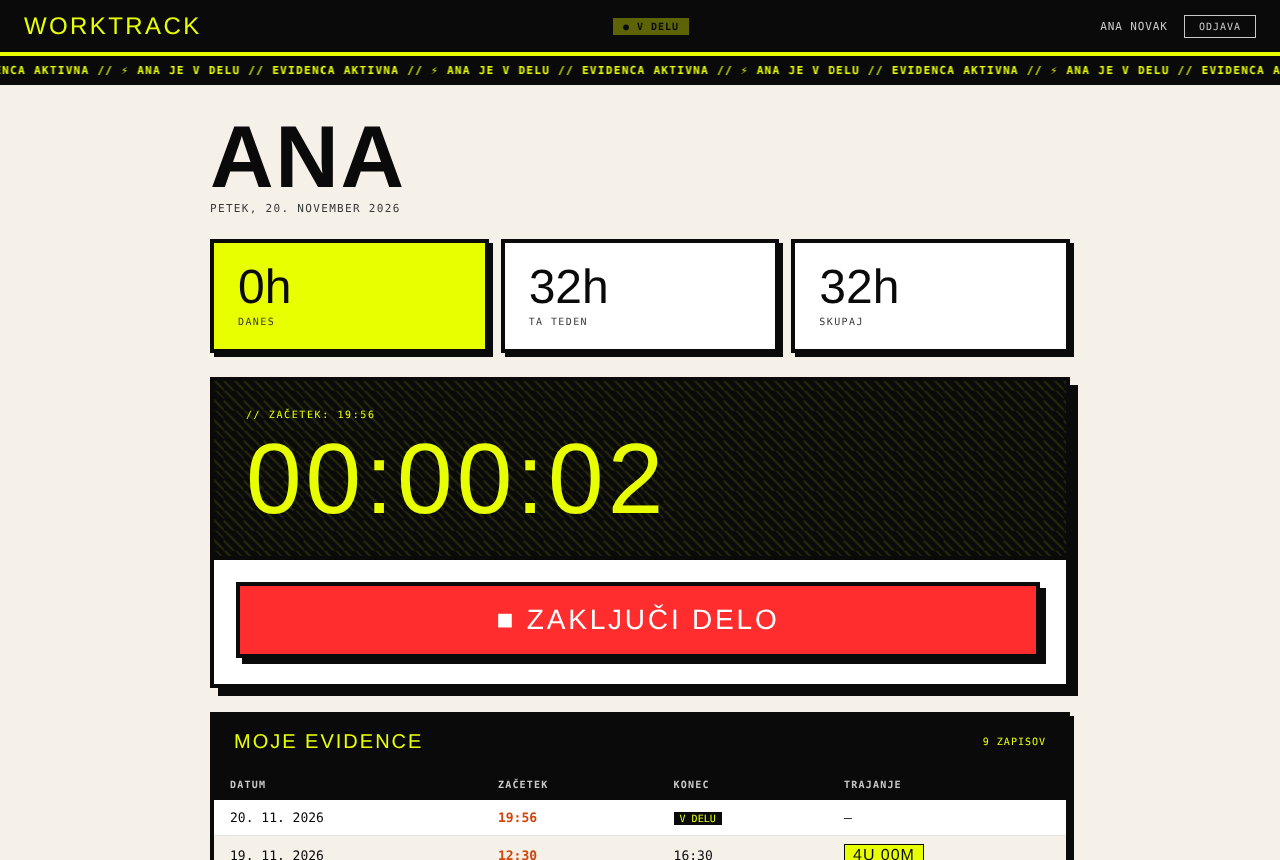 WORKTRACK
● V DELU
ANA NOVAK
ODJAVA
ENCA AKTIVNA // ⚡ ANA JE V DELU // EVIDENCA AKTIVNA // ⚡ ANA JE V DELU // EVIDENCA AKTIVNA // ⚡ ANA JE V DELU // EVIDENCA AKTIVNA // ⚡ ANA JE V DELU // EVIDENCA A
ANA
PETEK, 20. NOVEMBER 2026
0h
DANES
32h
TA TEDEN
32h
SKUPAJ
// ZAČETEK: 19:56
00:00:02
■ ZAKLJUČI DELO
MOJE EVIDENCE
9 ZAPISOV
DATUM ZAČETEK KONEC TRAJANJE
20. 11. 2026 19:56 V DELU —
19. 11. 2026 12:30 16:30 4U 00M